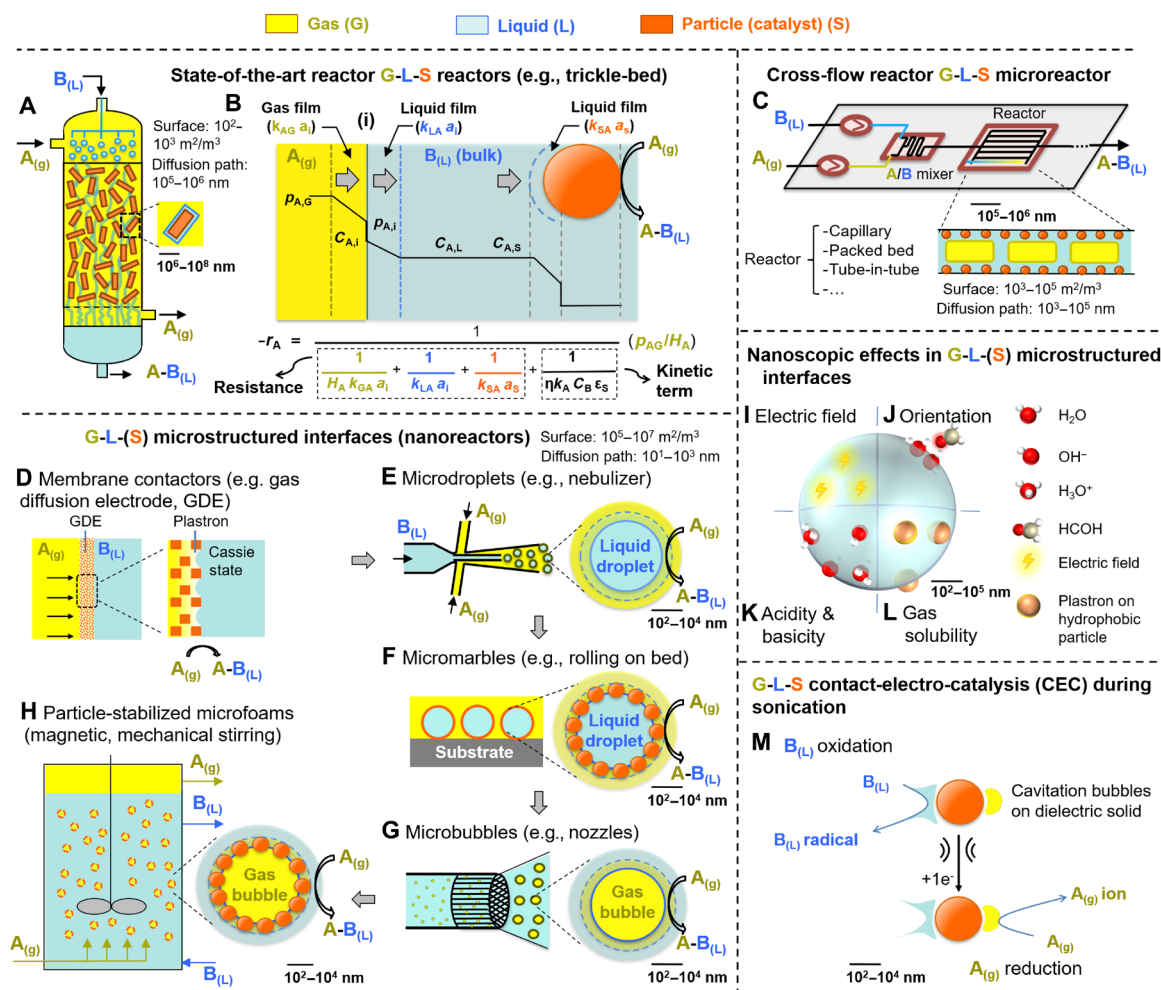 Gas (G)
Liquid (L)
Particle (catalyst) (S)
State-of-the-art reactor G-L-S reactors (e.g., trickle-bed)
A
B(L)
A(g)
Surface: 10²–
10³ m²/m³
Diffusion path:
10⁵–10⁶ nm
10⁶–10⁸ nm
A(g)
A-B(L)
B
Gas film
(kAG ai)
(i)
Liquid film
(kLA ai)
Liquid film
(kSA as)
A(g)
B(L) (bulk)
A(g)
pA,G
pA,i
CA,i
CA,L
CA,S
A-B(L)
–rA =
1
(pAG/HA)
1
HA kGA ai
+
1
kLA ai
+
1
kSA aS
+
1
ηkA CB εS
Resistance
Kinetic
term
Cross-flow reactor G-L-S microreactor
C
B(L)
A(g)
Reactor
A/B
mixer
A-B(L)
10⁵–10⁶ nm
Reactor
-Capillary
-Packed bed
-Tube-in-tube
-…
Surface: 10³–10⁵ m²/m³
Diffusion path: 10³–10⁵ nm
G-L-(S) microstructured interfaces (nanoreactors)
Surface: 10⁵–10⁷ m²/m³
Diffusion path: 10¹–10³ nm
D Membrane contactors (e.g. gas
diffusion electrode, GDE)
GDE
Plastron
A(g)
B(L)
Cassie
state
A(g)
A-B(L)
E Microdroplets (e.g., nebulizer)
B(L)
A(g)
A(g)
Liquid
droplet
A(g)
A-B(L)
10²–10⁴ nm
F Micromarbles (e.g., rolling on bed)
Substrate
Liquid
droplet
A(g)
A-B(L)
10²–10⁴ nm
G Microbubbles (e.g., nozzles)
Gas
bubble
A(g)
A-B(L)
10²–10⁴ nm
H Particle-stabilized microfoams
(magnetic, mechanical stirring)
A(g)
B(L)
A(g)
B(L)
Gas
bubble
A(g)
A-B(L)
10²–10⁴ nm
Nanoscopic effects in G-L-(S) microstructured
interfaces
I Electric field
J Orientation
K Acidity &
basicity
L Gas
solubility
10²–10⁵ nm
H₂O
OH⁻
H₃O⁺
HCOH
Electric field
Plastron on
hydrophobic
particle
G-L-S contact-electro-catalysis (CEC) during
sonication
M B(L) oxidation
B(L)
B(L) radical
Cavitation bubbles
on dielectric solid
+1e⁻
A(g) ion
A(g)
A(g) reduction
10²–10⁴ nm